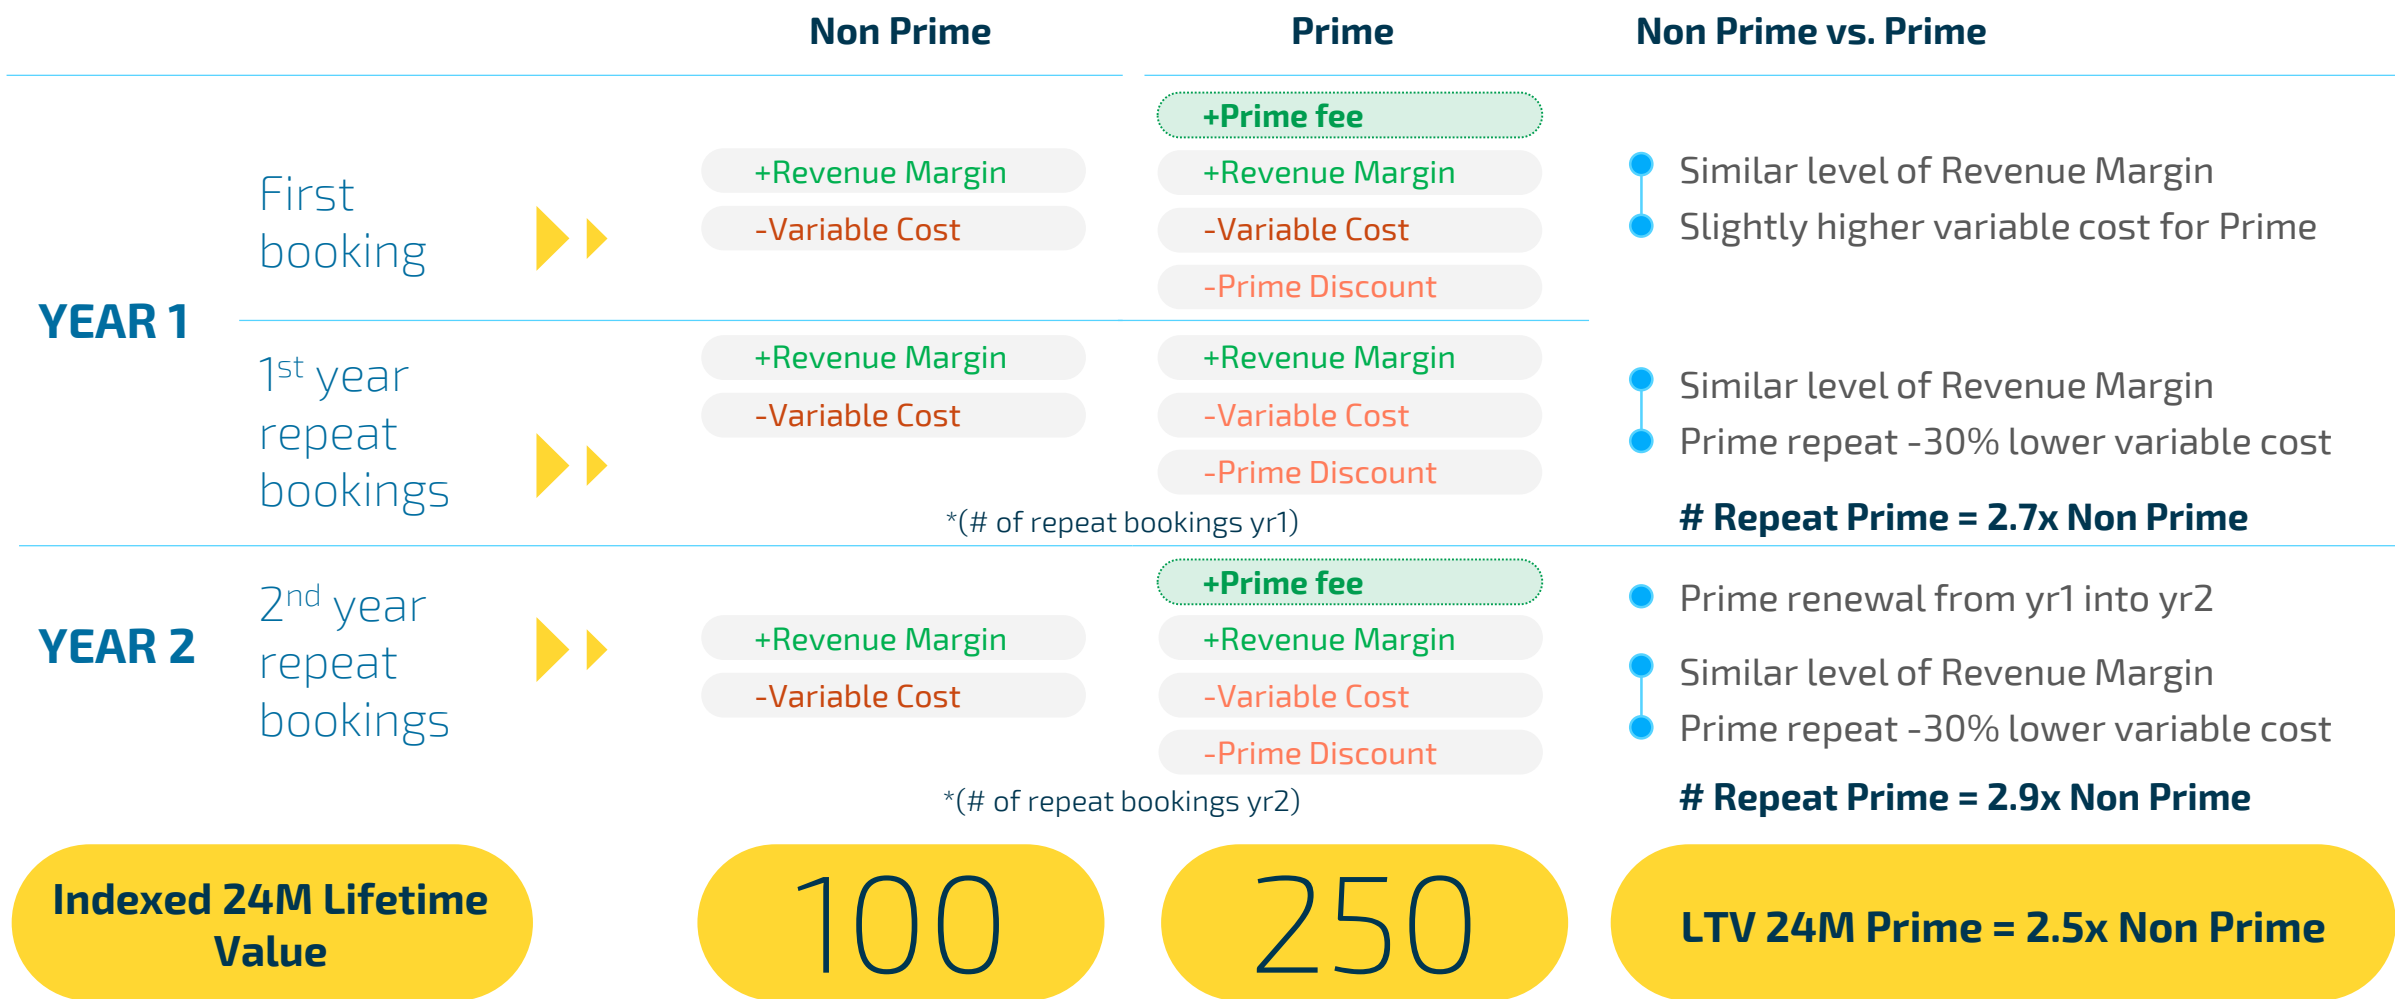 Non Prime
Prime
Non Prime vs. Prime
YEAR 1
First
booking
+Revenue Margin
-Variable Cost
+Prime fee
+Revenue Margin
-Variable Cost
-Prime Discount
Similar level of Revenue Margin
Slightly higher variable cost for Prime
1st year
repeat
bookings
+Revenue Margin
-Variable Cost
+Revenue Margin
-Variable Cost
-Prime Discount
*(# of repeat bookings yr1)
Similar level of Revenue Margin
Prime repeat -30% lower variable cost
# Repeat Prime = 2.7x Non Prime
YEAR 2
2nd year
repeat
bookings
+Revenue Margin
-Variable Cost
+Prime fee
+Revenue Margin
-Variable Cost
-Prime Discount
*(# of repeat bookings yr2)
Prime renewal from yr1 into yr2
Similar level of Revenue Margin
Prime repeat -30% lower variable cost
# Repeat Prime = 2.9x Non Prime
Indexed 24M Lifetime
Value
100
250
LTV 24M Prime = 2.5x Non Prime